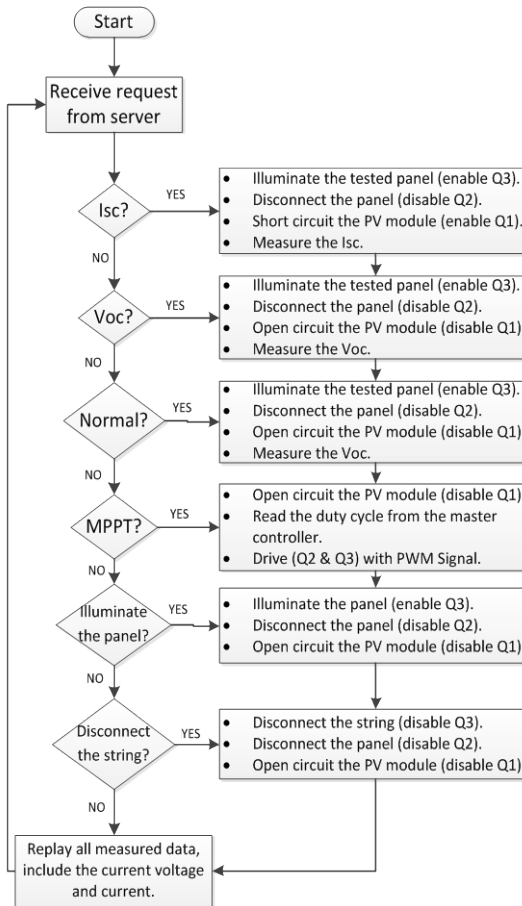 Start
Receive request
from server
Isc?
YES
NO
• Illuminate the tested panel (enable Q3).
• Disconnect the panel (disable Q2).
• Short circuit the PV module (enable Q1).
• Measure the Isc.
Voc?
YES
NO
• Illuminate the tested panel (enable Q3).
• Disconnect the panel (disable Q2).
• Open circuit the PV module (disable Q1)
• Measure the Voc.
Normal?
YES
NO
• Illuminate the tested panel (enable Q3).
• Disconnect the panel (disable Q2).
• Open circuit the PV module (disable Q1)
• Measure the Voc.
MPPT?
YES
NO
• Open circuit the PV module (disable Q1)
• Read the duty cycle from the master
controller.
• Drive (Q2 & Q3) with PWM Signal.
Illuminate
the panel?
YES
NO
• Illuminate the panel (enable Q3).
• Disconnect the panel (disable Q2).
• Open circuit the PV module (disable Q1)
Disconnect
the string?
YES
NO
• Disconnect the string (disable Q3).
• Disconnect the panel (disable Q2).
• Open circuit the PV module (disable Q1)
Replay all measured data,
include the current voltage
and current.